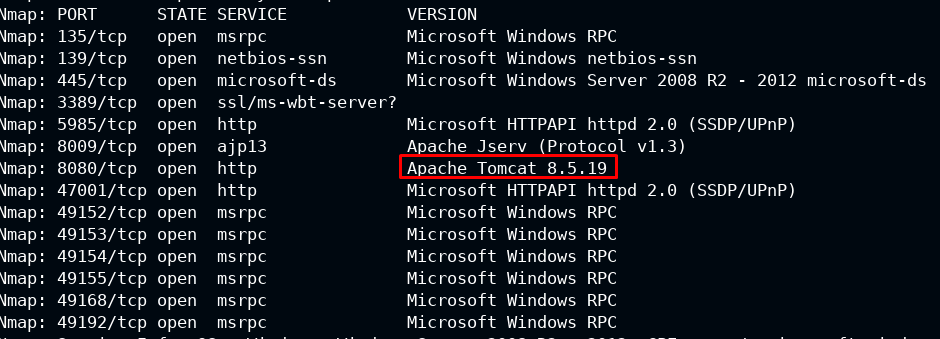 Nmap: PORT      STATE SERVICE            VERSION
Nmap: 135/tcp   open  msrpc              Microsoft Windows RPC
Nmap: 139/tcp   open  netbios-ssn        Microsoft Windows netbios-ssn
Nmap: 445/tcp   open  microsoft-ds       Microsoft Windows Server 2008 R2 - 2012 microsoft-ds
Nmap: 3389/tcp  open  ssl/ms-wbt-server?
Nmap: 5985/tcp  open  http               Microsoft HTTPAPI httpd 2.0 (SSDP/UPnP)
Nmap: 8009/tcp  open  ajp13              Apache Jserv (Protocol v1.3)
Nmap: 8080/tcp  open  http               Apache Tomcat 8.5.19
Nmap: 47001/tcp open  http               Microsoft HTTPAPI httpd 2.0 (SSDP/UPnP)
Nmap: 49152/tcp open  msrpc              Microsoft Windows RPC
Nmap: 49153/tcp open  msrpc              Microsoft Windows RPC
Nmap: 49154/tcp open  msrpc              Microsoft Windows RPC
Nmap: 49155/tcp open  msrpc              Microsoft Windows RPC
Nmap: 49168/tcp open  msrpc              Microsoft Windows RPC
Nmap: 49192/tcp open  msrpc              Microsoft Windows RPC